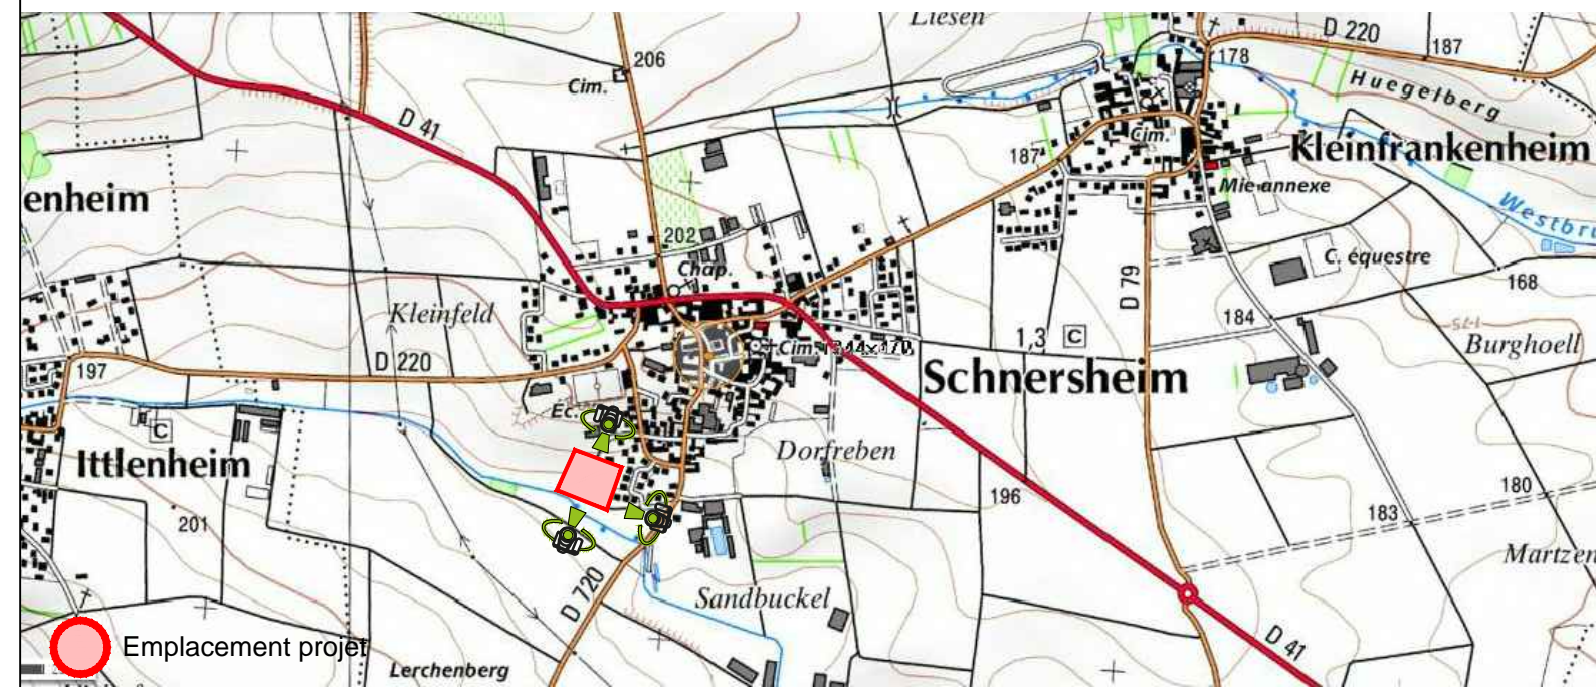 Liesen
D 220
187
206
178
Cim.
Huegelberg
D 41
Cim.
187
Kleinfrankenheim
Mie annexe
enheim
Westbru
202
Chap.
C. équestre
168
D 79
Kleinfeld
184
175
1,3
C
Burghoell
Cim.
D 220
197
Schnersheim
Ec.
C
Dorfreben
Ittlenheim
196
180
183
201
Martzen
D 720
Sandbuckel
D 41
Emplacement projet
Lerchenberg